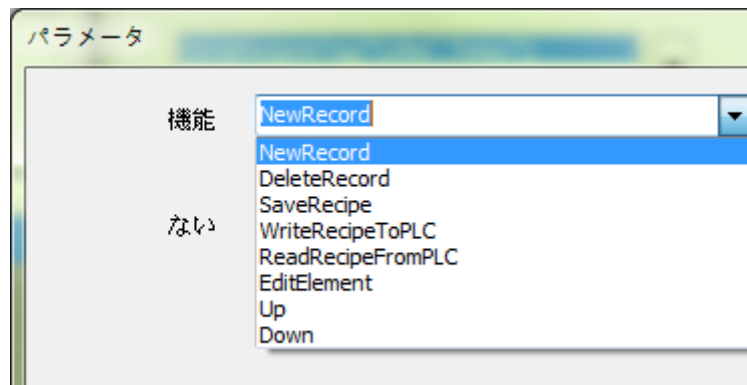 パラメータ
機能
NewRecord
NewRecord
DeleteRecord
SaveRecipe
ない
WriteRecipeToPLC
ReadRecipeFromPLC
EditElement
Up
Down